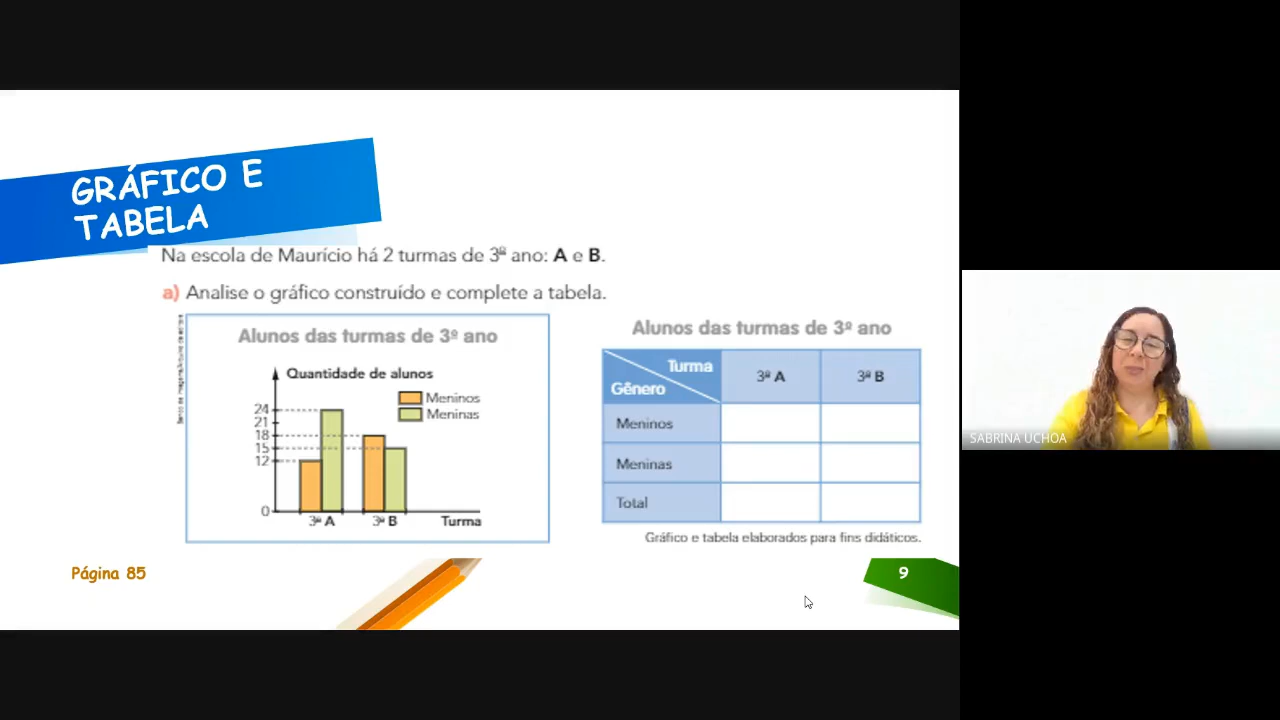 GRÁFICO E
TABELA
Na escola de Maurício há 2 turmas de 3º ano: A e B.
a) Analise o gráfico construído e complete a tabela.
Alunos das turmas de 3º ano
Quantidade de alunos
Meninos
Meninas
24
21
18
15
12
0
3º A
3º B
Turma
Alunos das turmas de 3º ano
Turma
Gênero
3º A
3º B
Meninos
Meninas
Total
Gráfico e tabela elaborados para fins didáticos.
Página 85
9
SABRINA UCHOA